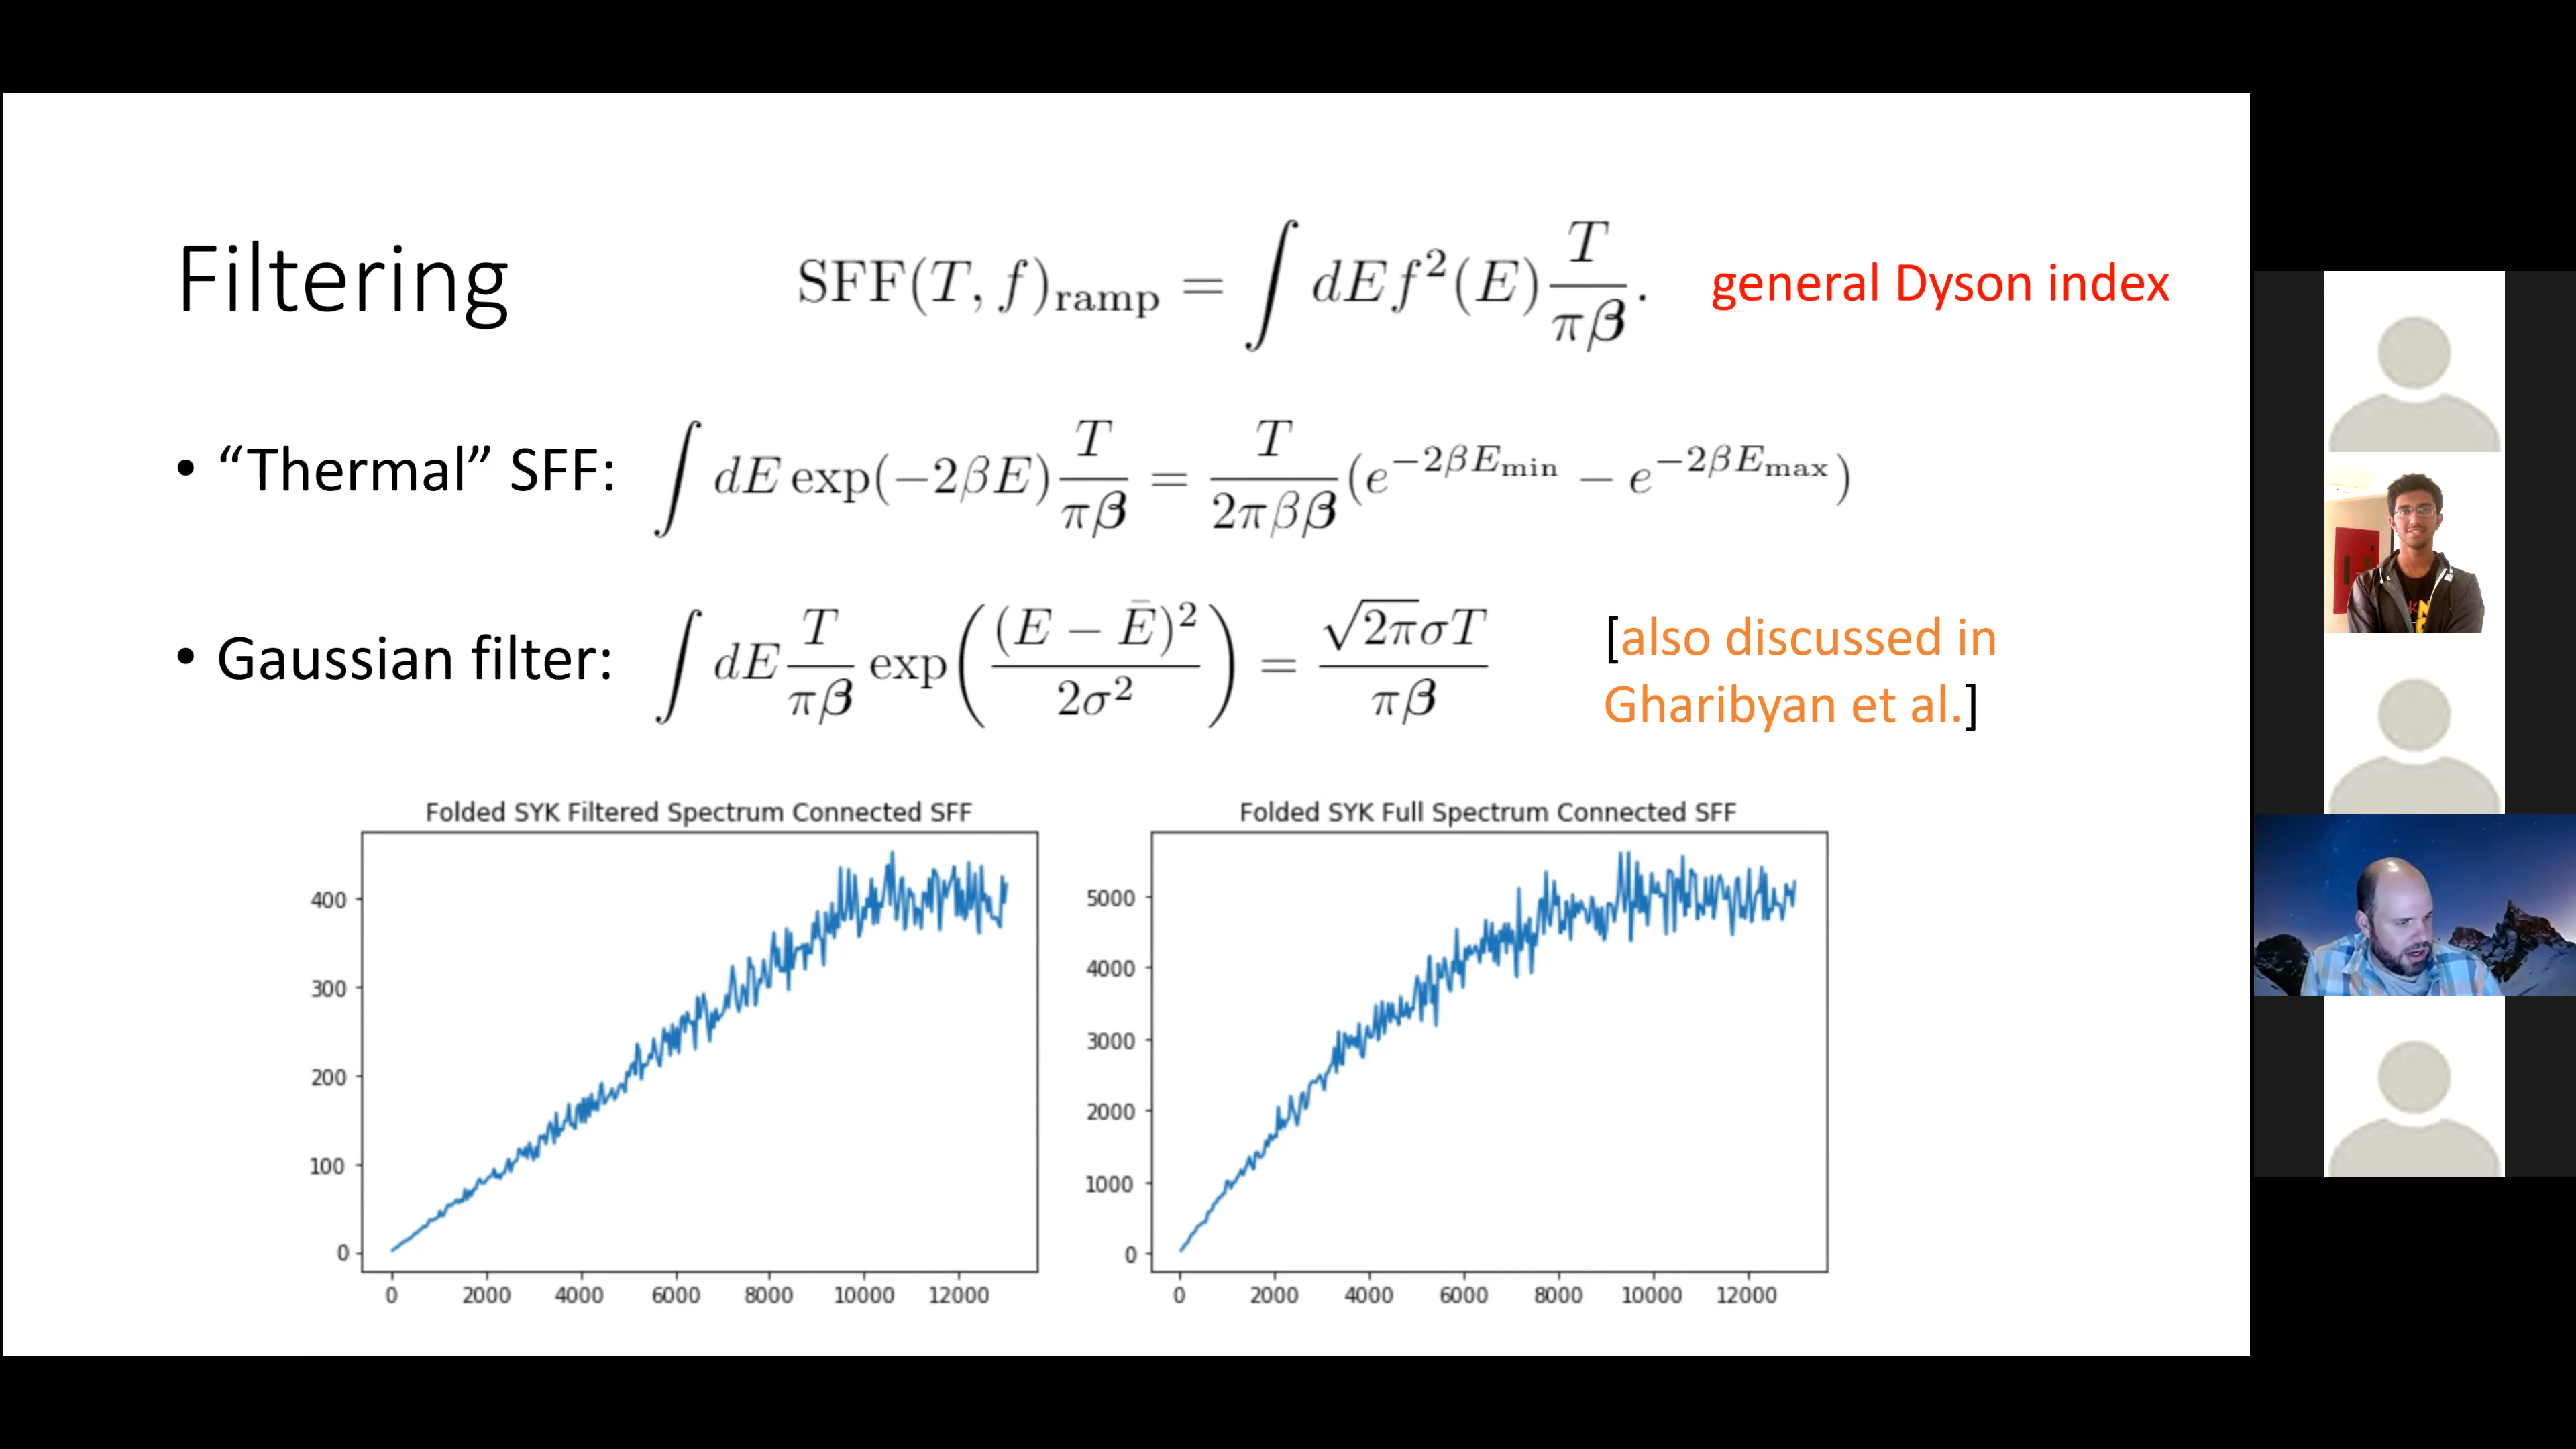 Filtering
SFF(T, f)ramp = ∫ dE f²(E) T/π𝜷.
general Dyson index
• “Thermal” SFF: ∫ dE exp(−2βE) T/π𝜷 = T/2πβ𝜷 (e^{−2βE_min} − e^{−2βE_max})
• Gaussian filter: ∫ dE T/π𝜷 exp((E − Ē)²/2σ²) = √2π σT/π𝜷
[also discussed in
Gharibyan et al.]
Folded SYK Filtered Spectrum Connected SFF
400
300
200
100
0
0 2000 4000 6000 8000 10000 12000
Folded SYK Full Spectrum Connected SFF
5000
4000
3000
2000
1000
0
0 2000 4000 6000 8000 10000 12000